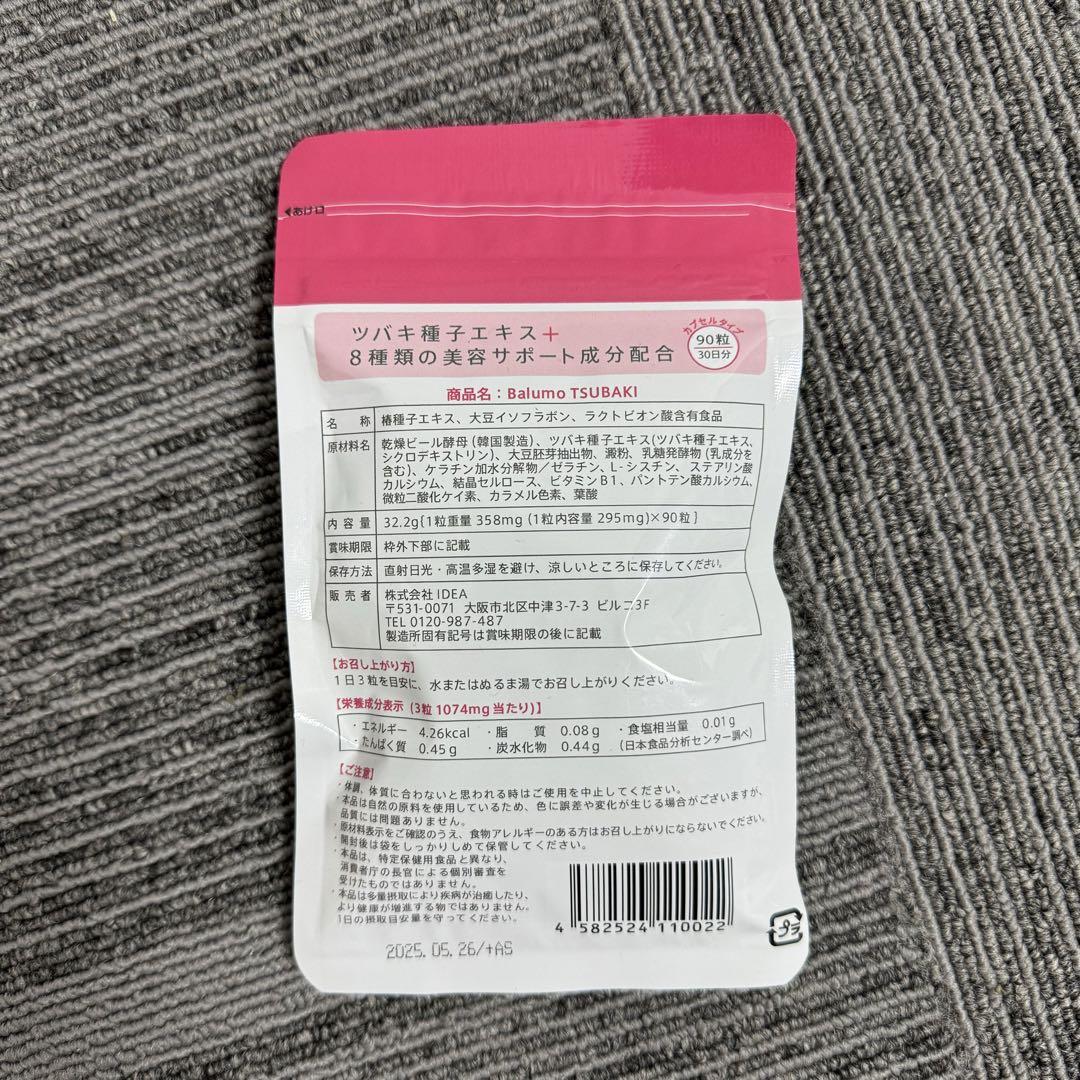 ◀あけ口
ツバキ種子エキス+
8種類の美容サポート成分配合
カプセルタイプ
90粒
30日分
商品名：Balumo TSUBAKI
名 称 椿種子エキス、大豆イソフラボン、ラクトビオン酸含有食品
原材料名 乾燥ビール酵母 (韓国製造)、ツバキ種子エキス(ツバキ種子エキス、
シクロデキストリン)、大豆胚芽抽出物、澱粉、乳糖発酵物 (乳成分を
含む)、ケラチン加水分解物／ゼラチン、L-シスチン、ステアリン酸
カルシウム、結晶セルロース、ビタミンB1、パントテン酸カルシウム、
微粒二酸化ケイ素、カラメル色素、葉酸
内 容 量 32.2g{1粒重量 358mg (1粒内容量 295mg)×90粒}
賞味期限 枠外下部に記載
保存方法 直射日光・高温多湿を避け、涼しいところに保存してください。
販 売 者 株式会社 IDEA
〒531-0071 大阪市北区中津3-7-3 ビルコ3F
TEL 0120-987-487
製造所固有記号は賞味期限の後に記載
【お召し上がり方】
1日3粒を目安に、水またはぬるま湯でお召し上がりください。
【栄養成分表示 (3粒 1074mg当たり)】
・エネルギー 4.26kcal ・脂 質 0.08g ・食塩相当量 0.01g
・たんぱく質 0.45g ・炭水化物 0.44g (日本食品分析センター調べ)
【ご注意】
・体調、体質に合わないと思われる時はご使用を中止してください。
・本品は自然の原料を使用しているため、色に誤差や変化が生じる場合がございますが、
品質には問題ありません。
・原材料表示をご確認のうえ、食物アレルギーのある方はお召し上がりにならないでください。
・開封後は袋をしっかりしめて保管してください。
・本品は、特定保健用食品と異なり、
消費者庁の長官による個別審査を
受けたものではありません。
・本品は多量摂取により疾病が治癒したり、
より健康が増進する物ではありません。
1日の摂取目安量を守ってください。
4 582524 110022
プラ
2025.05.26/+AS